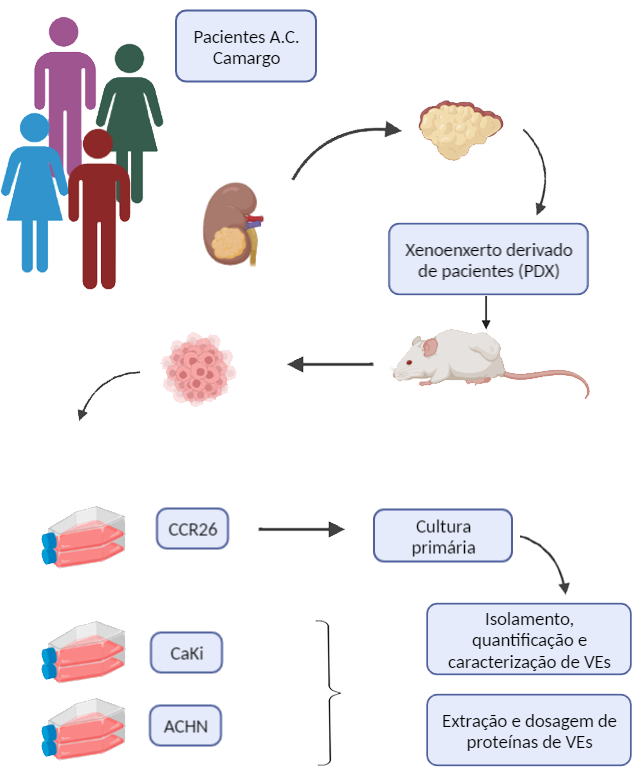 Pacientes A.C.
Camargo
Xenoenxerto derivado
de pacientes (PDX)
CCR26
Cultura
primária
Isolamento,
quantificação e
caracterização de VEs
CaKi
ACHN
Extração e dosagem de
proteínas de VEs